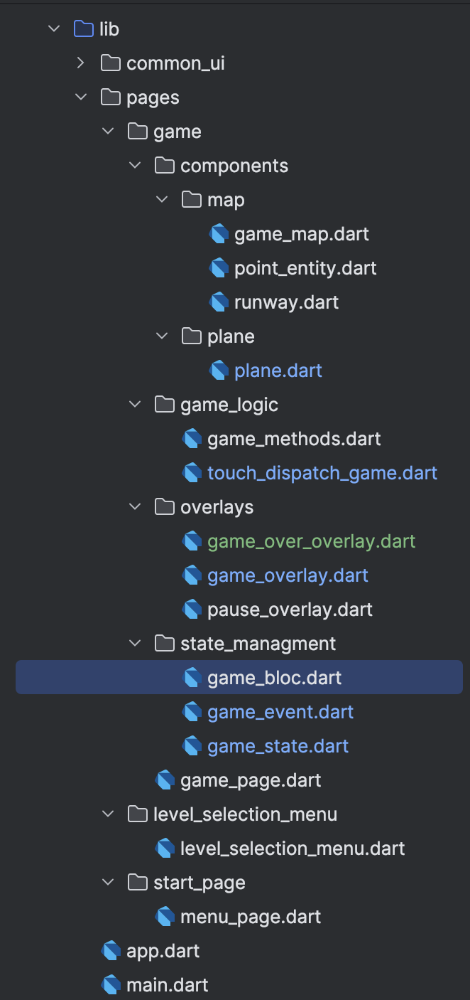 lib
common_ui
pages
game
components
map
game_map.dart
point_entity.dart
runway.dart
plane
plane.dart
game_logic
game_methods.dart
touch_dispatch_game.dart
overlays
game_over_overlay.dart
game_overlay.dart
pause_overlay.dart
state_managment
game_bloc.dart
game_event.dart
game_state.dart
game_page.dart
level_selection_menu
level_selection_menu.dart
start_page
menu_page.dart
app.dart
main.dart